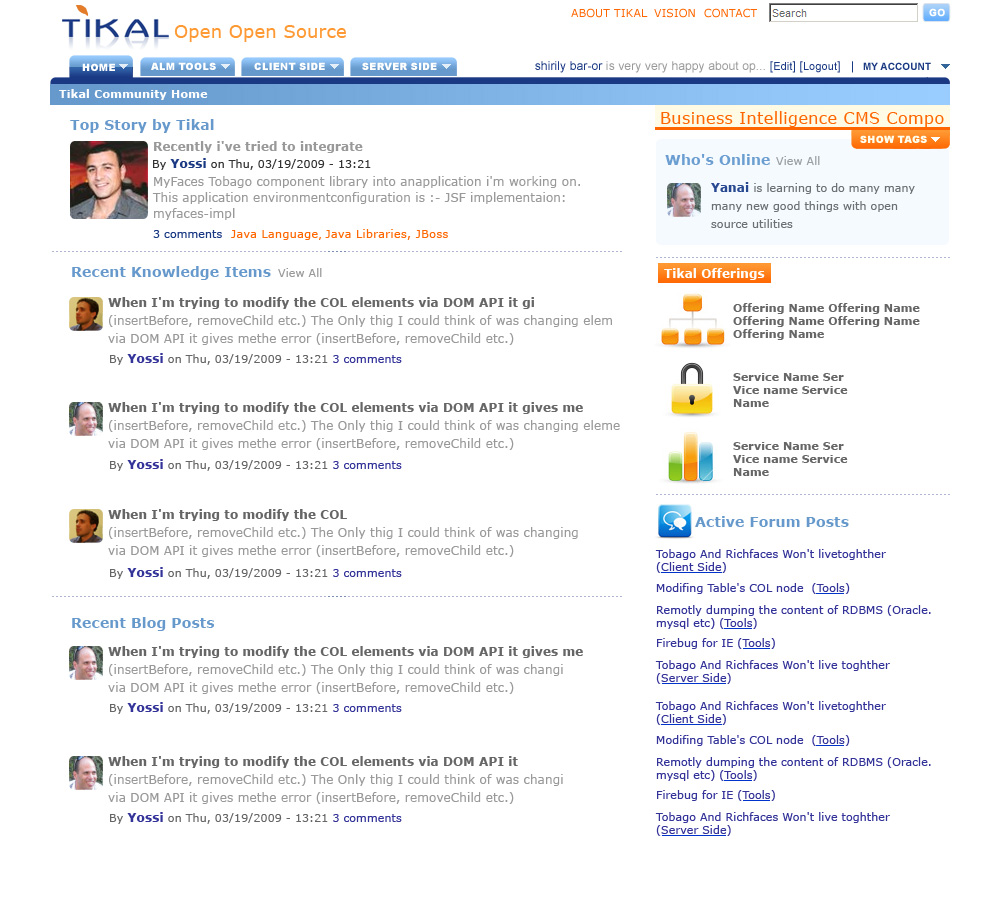 TIKAL Open Open Source
ABOUT TIKAL VISION CONTACT
Search
GO
HOME
ALM TOOLS
CLIENT SIDE
SERVER SIDE
shirily bar-or is very very happy about op... [Edit] [Logout] | MY ACCOUNT
Tikal Community Home
Top Story by Tikal
Recently i've tried to integrate
By Yossi on Thu, 03/19/2009 - 13:21
MyFaces Tobago component library into anapplication i'm working on.
This application environmentconfiguration is :- JSF implementaion:
myfaces-impl
3 comments Java Language, Java Libraries, JBoss
Recent Knowledge Items View All
When I'm trying to modify the COL elements via DOM API it gi
(insertBefore, removeChild etc.) The Only thig I could think of was changing elem
via DOM API it gives methe error (insertBefore, removeChild etc.)
By Yossi on Thu, 03/19/2009 - 13:21 3 comments
When I'm trying to modify the COL elements via DOM API it gives me
(insertBefore, removeChild etc.) The Only thig I could think of was changing eleme
via DOM API it gives methe error (insertBefore, removeChild etc.)
By Yossi on Thu, 03/19/2009 - 13:21 3 comments
When I'm trying to modify the COL
(insertBefore, removeChild etc.) The Only thig I could think of was changing
via DOM API it gives methe error (insertBefore, removeChild etc.)
By Yossi on Thu, 03/19/2009 - 13:21 3 comments
Recent Blog Posts
When I'm trying to modify the COL elements via DOM API it gives me
(insertBefore, removeChild etc.) The Only thig I could think of was changi
via DOM API it gives methe error (insertBefore, removeChild etc.)
By Yossi on Thu, 03/19/2009 - 13:21 3 comments
When I'm trying to modify the COL elements via DOM API it
(insertBefore, removeChild etc.) The Only thig I could think of was changi
via DOM API it gives methe error (insertBefore, removeChild etc.)
By Yossi on Thu, 03/19/2009 - 13:21 3 comments
Business Intelligence CMS Compo
SHOW TAGS
Who's Online View All
Yanai is learning to do many many
many new good things with open
source utilities
Tikal Offerings
Offering Name Offering Name
Offering Name Offering Name
Offering Name
Service Name Ser
Vice name Service
Name
Service Name Ser
Vice name Service
Name
Active Forum Posts
Tobago And Richfaces Won't livetoghther
(Client Side)
Modifing Table's COL node (Tools)
Remotly dumping the content of RDBMS (Oracle.
mysql etc) (Tools)
Firebug for IE (Tools)
Tobago And Richfaces Won't live toghther
(Server Side)
Tobago And Richfaces Won't livetoghther
(Client Side)
Modifing Table's COL node (Tools)
Remotly dumping the content of RDBMS (Oracle.
mysql etc) (Tools)
Firebug for IE (Tools)
Tobago And Richfaces Won't live toghther
(Server Side)